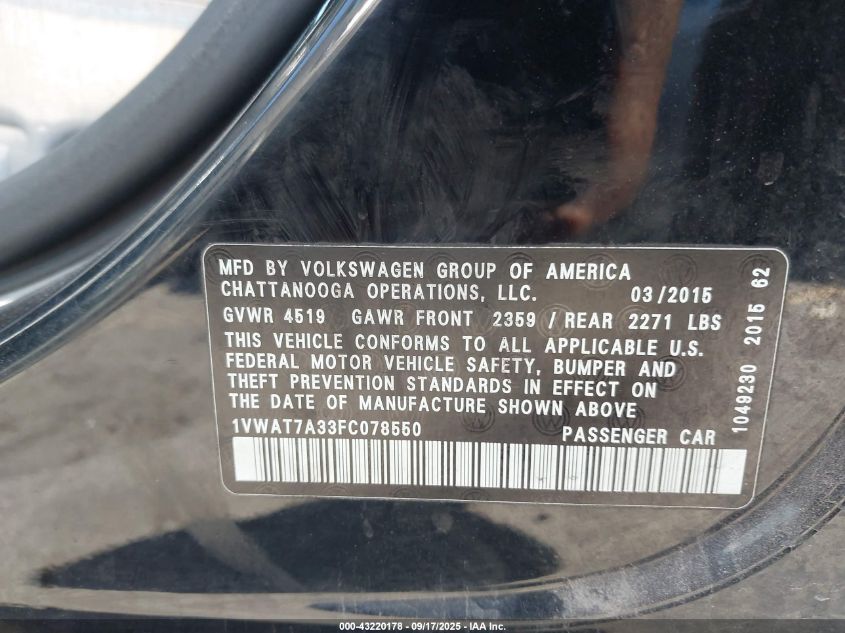 MFD BY VOLKSWAGEN GROUP OF AMERICA
CHATTANOOGA OPERATIONS, LLC. 03/2015
GVWR 4519 GAWR FRONT 2359 / REAR 2271 LBS
THIS VEHICLE CONFORMS TO ALL APPLICABLE U.S.
FEDERAL MOTOR VEHICLE SAFETY, BUMPER AND
THEFT PREVENTION STANDARDS IN EFFECT ON
THE DATE OF MANUFACTURE SHOWN ABOVE
1VWAT7A33FC078550 PASSENGER CAR
1049230 2015 62
000-43220178 - 09/17/2025 - IAA Inc.